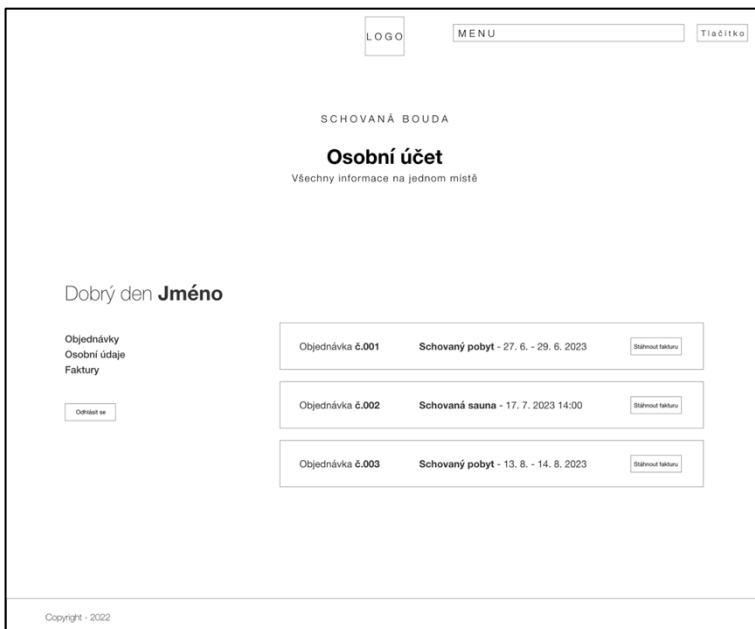 LOGO
MENU
Tlačítko
SCHOVANÁ BOUDA
Osobní účet
Všechny informace na jednom místě
Dobrý den Jméno
Objednávky
Osobní údaje
Faktury
Odhlásit se
Objednávka č.001 Schovaný pobyt - 27. 6. - 29. 6. 2023 Stáhnout fakturu
Objednávka č.002 Schovaná sauna - 17. 7. 2023 14:00 Stáhnout fakturu
Objednávka č.003 Schovaný pobyt - 13. 8. - 14. 8. 2023 Stáhnout fakturu
Copyright - 2022